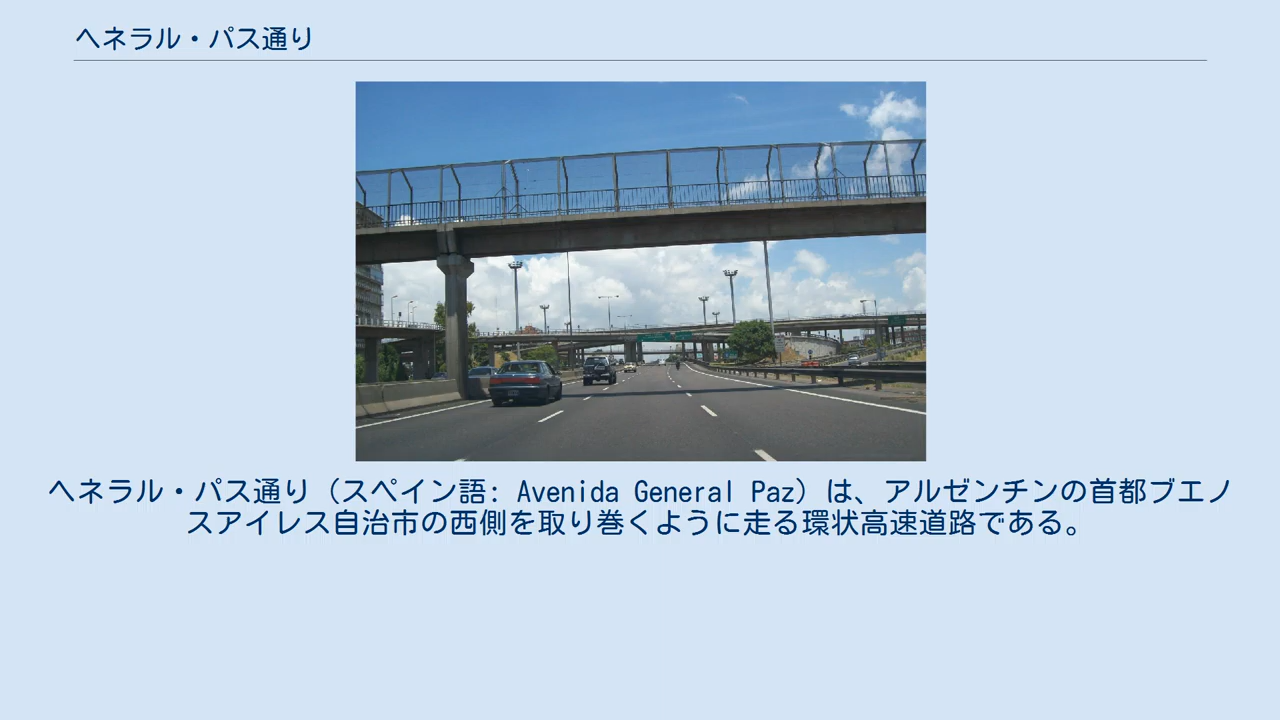 ヘネラル・パス通り
ヘネラル・パス通り（スペイン語: Avenida General Paz）は、アルゼンチンの首都ブエノ
スアイレス自治市の西側を取り巻くように走る環状高速道路である。